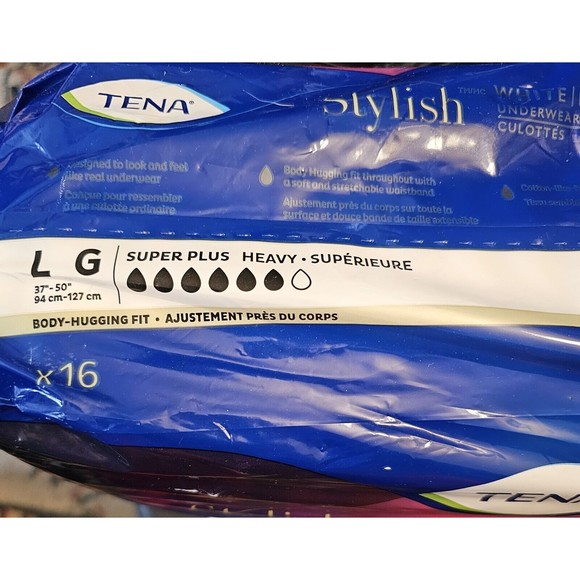 TENA®
Stylish TM/MC
WHITE
UNDERWEAR
CULOTTES
Designed to look and feel
like real underwear
Conçue pour ressembler
à une culotte ordinaire
Body Hugging fit throughout with
a soft and stretchable waistband
Ajustement près du corps sur toute la
surface et douce bande de taille extensible
L G
37"-50"
94 cm-127 cm
SUPER PLUS HEAVY • SUPÉRIEURE
BODY-HUGGING FIT • AJUSTEMENT PRÈS DU CORPS
x16
TENA